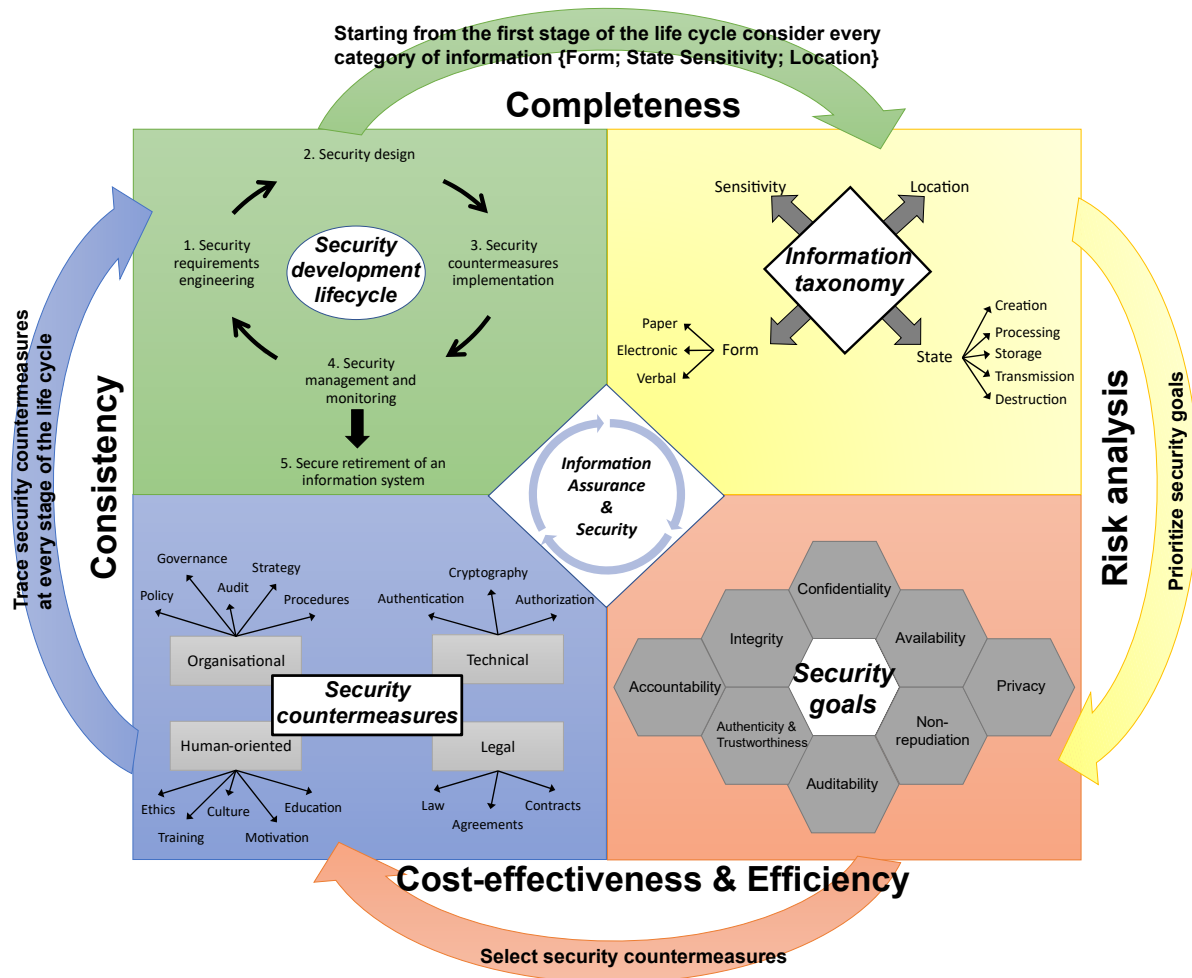 Starting from the first stage of the life cycle consider every
category of information {Form; State Sensitivity; Location}
Completeness
2. Security design
1. Security
requirements
engineering
Security
development
lifecycle
3. Security
countermeasures
implementation
4. Security
management and
monitoring
5. Secure retirement of an
information system
Sensitivity
Location
Information
taxonomy
Form
Paper
Electronic
Verbal
State
Creation
Processing
Storage
Transmission
Destruction
Consistency
Trace security countermeasures
at every stage of the life cycle
Risk analysis
Prioritize security goals
Information
Assurance
&
Security
Governance
Strategy
Policy
Audit
Procedures
Organisational
Cryptography
Authentication
Authorization
Technical
Security
countermeasures
Human-oriented
Ethics
Culture
Education
Training
Motivation
Legal
Law
Contracts
Agreements
Confidentiality
Integrity
Availability
Accountability
Security
goals
Privacy
Authenticity &
Trustworthiness
Non-
repudiation
Auditability
Cost-effectiveness & Efficiency
Select security countermeasures